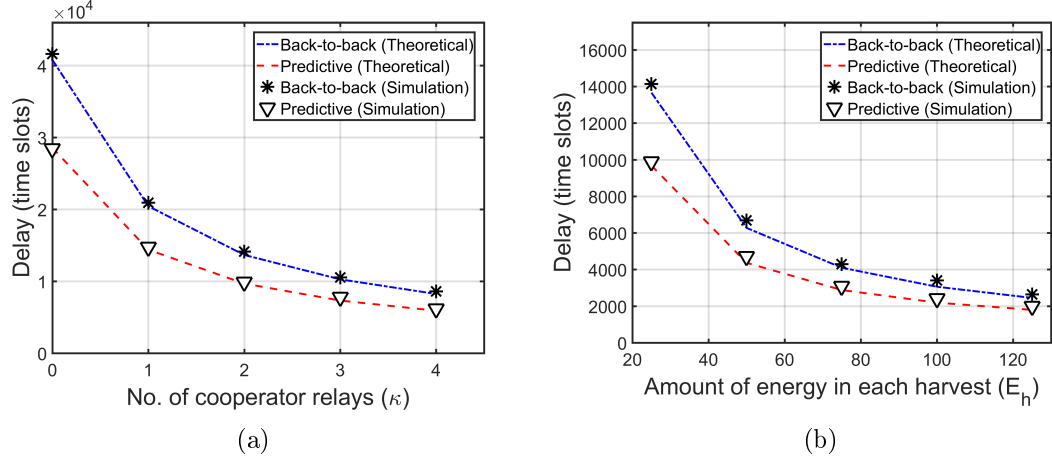 ×10⁴
Back-to-back (Theoretical)
Predictive (Theoretical)
Back-to-back (Simulation)
Predictive (Simulation)
4
3
2
1
0
Delay (time slots)
0 1 2 3 4
No. of cooperator relays (κ)
(a)
Back-to-back (Theoretical)
Predictive (Theoretical)
Back-to-back (Simulation)
Predictive (Simulation)
16000
14000
12000
10000
8000
6000
4000
2000
0
Delay (time slots)
20 40 60 80 100 120
Amount of energy in each harvest (E_h)
(b)